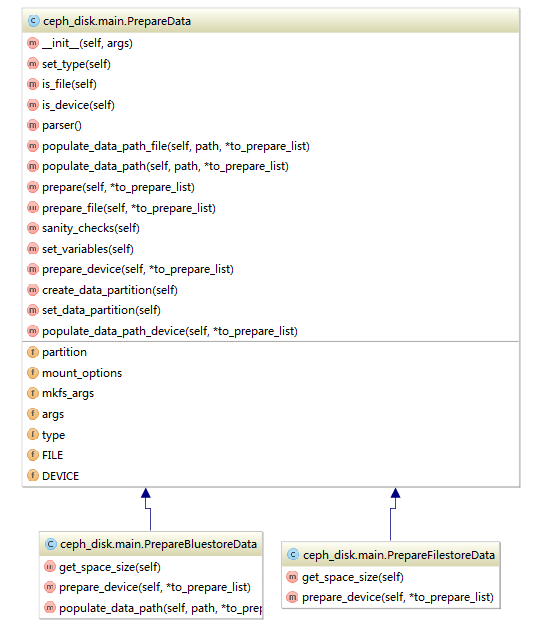 C ceph_disk.main.PrepareData
m __init__(self, args)
m set_type(self)
m is_file(self)
m is_device(self)
m parser()
m populate_data_path_file(self, path, *to_prepare_list)
m populate_data_path(self, path, *to_prepare_list)
m prepare(self, *to_prepare_list)
m prepare_file(self, *to_prepare_list)
m sanity_checks(self)
m set_variables(self)
m prepare_device(self, *to_prepare_list)
m create_data_partition(self)
m set_data_partition(self)
m populate_data_path_device(self, *to_prepare_list)
f partition
f mount_options
f mkfs_args
f args
f type
f FILE
f DEVICE
C ceph_disk.main.PrepareBluestoreData
m get_space_size(self)
m prepare_device(self, *to_prepare_list)
m populate_data_path(self, path, *to_prep
C ceph_disk.main.PrepareFilestoreData
m get_space_size(self)
m prepare_device(self, *to_prepare_list)